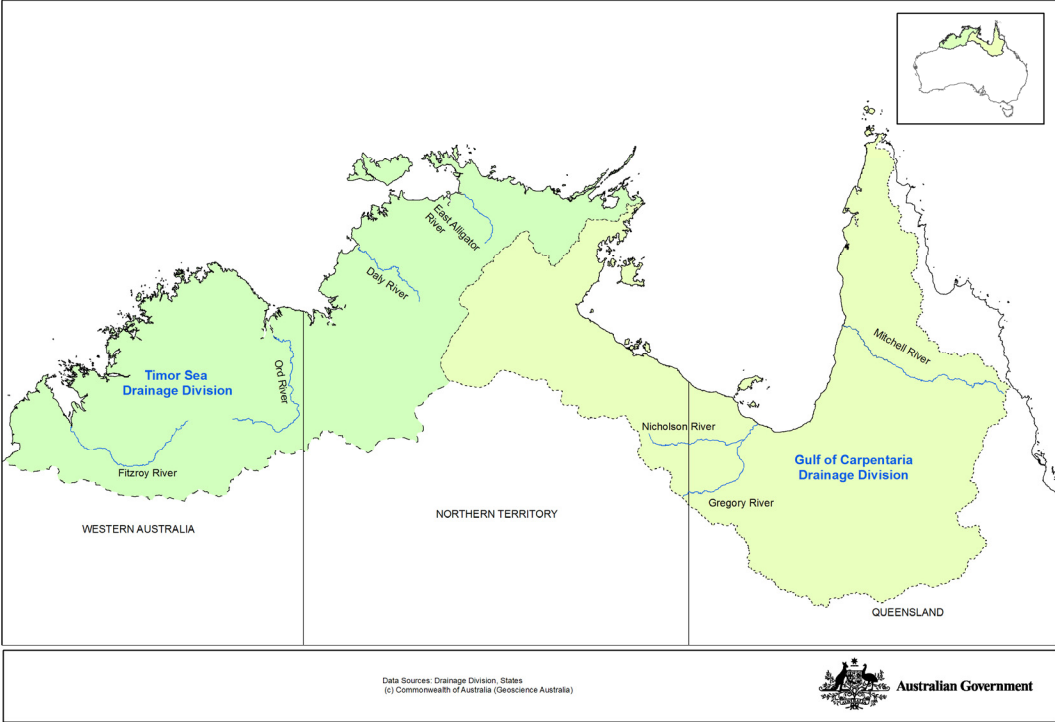 East Alligator
River
Daly River
Timor Sea
Drainage Division
Ord River
Mitchell River
Nicholson River
Gulf of Carpentaria
Drainage Division
Fitzroy River
Gregory River
WESTERN AUSTRALIA
NORTHERN TERRITORY
QUEENSLAND
Data Sources: Drainage Division, States
(c) Commonwealth of Australia (Geoscience Australia)
Australian Government